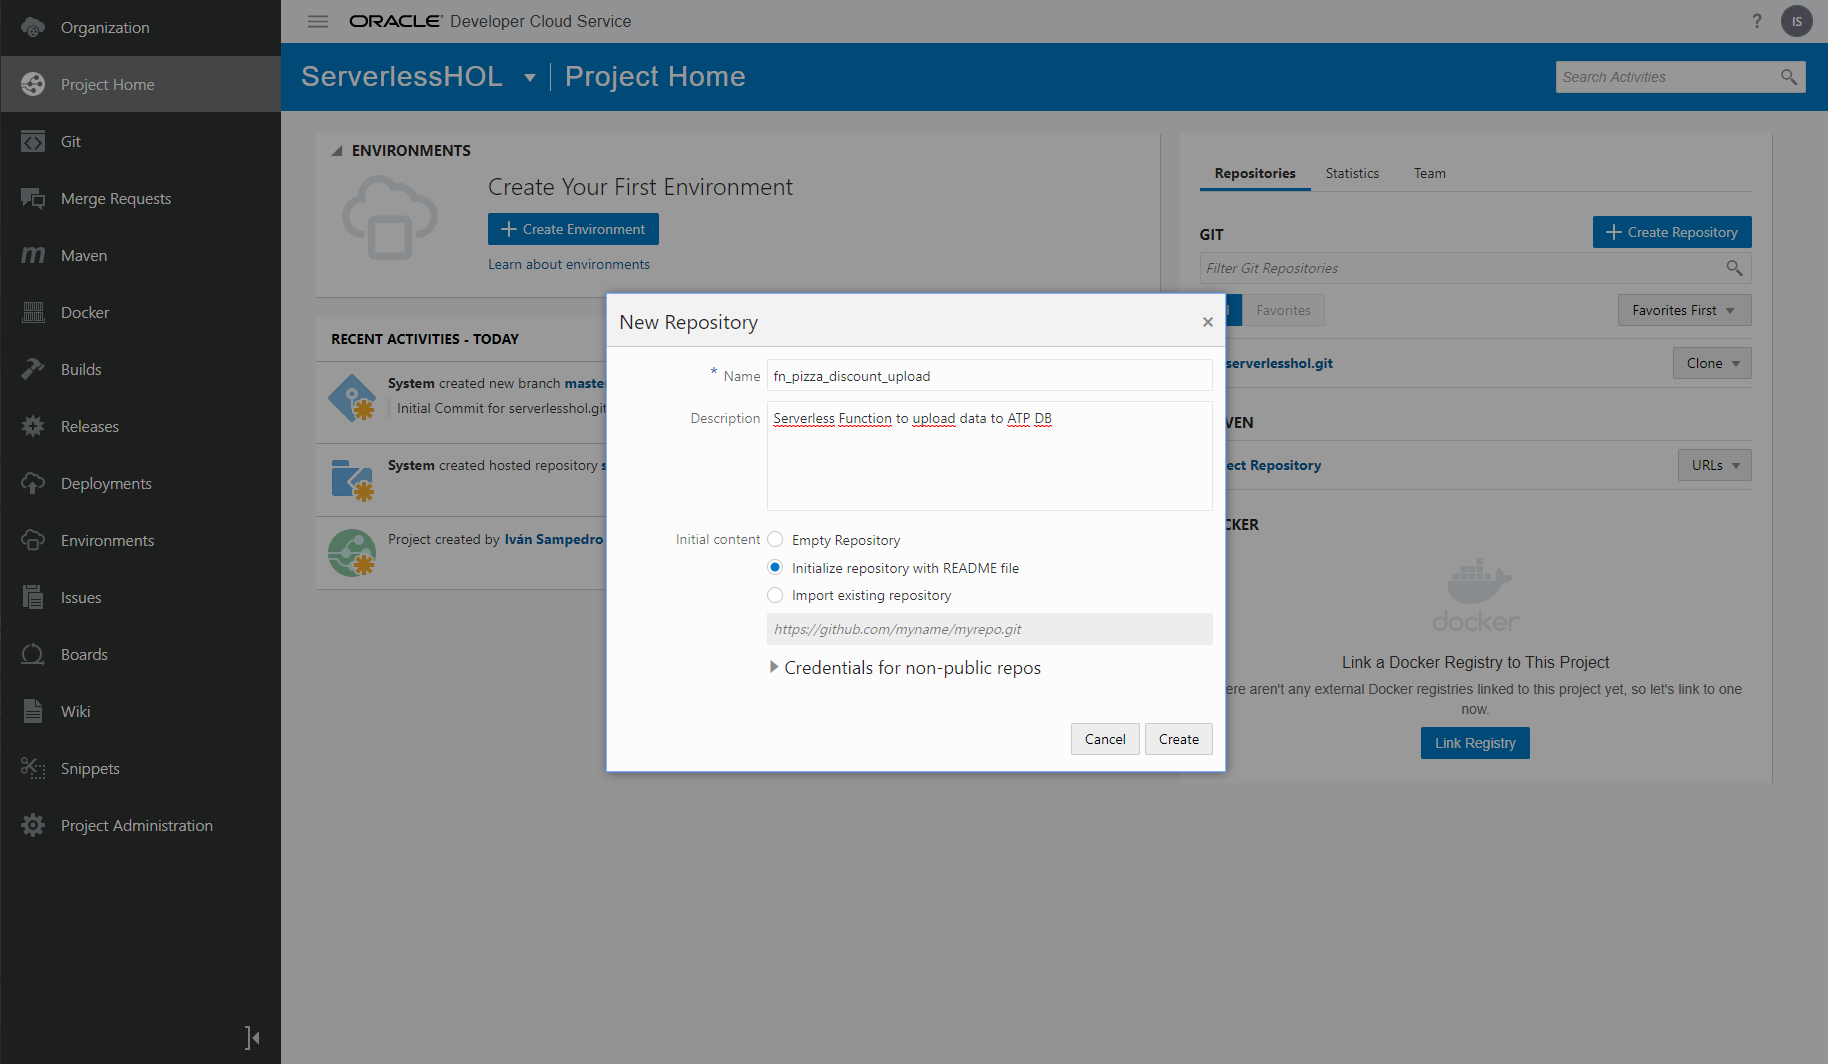 Organization
Project Home
Git
Merge Requests
Maven
Docker
Builds
Releases
Deployments
Environments
Issues
Boards
Wiki
Snippets
Project Administration
ORACLE® Developer Cloud Service
?
IS
ServerlessHOL
Project Home
Search Activities
ENVIRONMENTS
Create Your First Environment
Create Environment
Learn about environments
RECENT ACTIVITIES - TODAY
System created new branch master
Initial Commit for serverlesshol.git
System created hosted repository s
Project created by Iván Sampedro
Repositories
Statistics
Team
GIT
Create Repository
Filter Git Repositories
Favorites
Favorites First
serverlesshol.git
Clone
VEN
ect Repository
URLs
CKER
docker
Link a Docker Registry to This Project
ere aren't any external Docker registries linked to this project yet, so let's link to one
now.
Link Registry
New Repository
×
* Name
fn_pizza_discount_upload
Description
Serverless Function to upload data to ATP DB
Initial content
Empty Repository
Initialize repository with README file
Import existing repository
https://github.com/myname/myrepo.git
Credentials for non-public repos
Cancel
Create